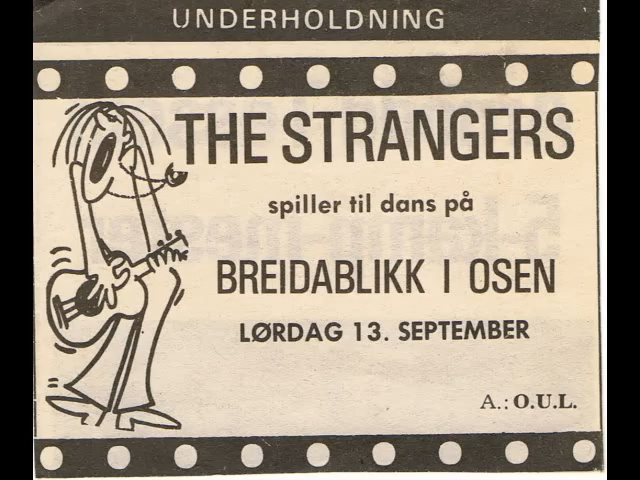 UNDERHOLDNING
THE STRANGERS
spiller til dans på
BREIDABLIKK I OSEN
LØRDAG 13. SEPTEMBER
A.: O.U.L.